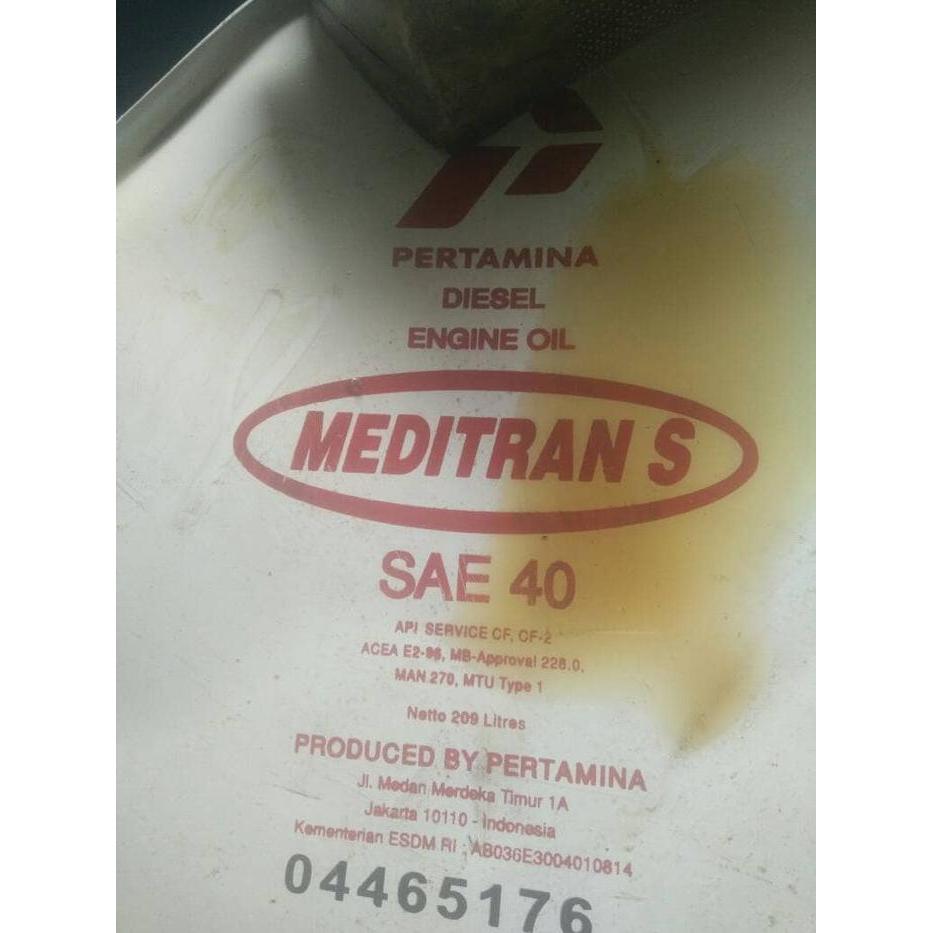 PERTAMINA
DIESEL
ENGINE OIL
MEDITRAN S
SAE 40
API SERVICE CF, CF-2
ACEA E2-96, MB-Approval 228.0,
MAN 270, MTU Type 1
Netto 209 Litres
PRODUCED BY PERTAMINA
Jl. Medan Merdeka Timur 1A
Jakarta 10110 - Indonesia
Kementerian ESDM RI : AB036E3004010814
04465176